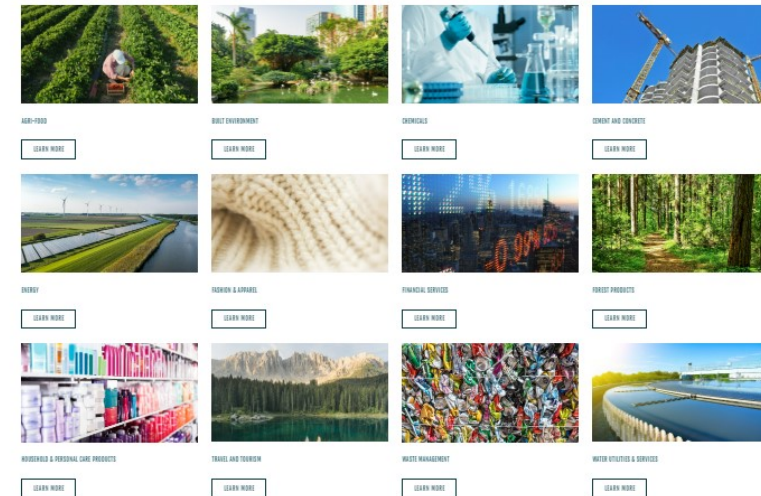 AGRI-FOOD
BUILT ENVIRONMENT
CHEMICALS
CEMENT AND CONCRETE
LEARN MORE
LEARN MORE
LEARN MORE
LEARN MORE
ENERGY
FASHION & APPAREL
FINANCIAL SERVICES
FOREST PRODUCTS
LEARN MORE
LEARN MORE
LEARN MORE
LEARN MORE
HOUSEHOLD & PERSONAL CARE PRODUCTS
TRAVEL AND TOURISM
WASTE MANAGEMENT
WATER UTILITIES & SERVICES
LEARN MORE
LEARN MORE
LEARN MORE
LEARN MORE